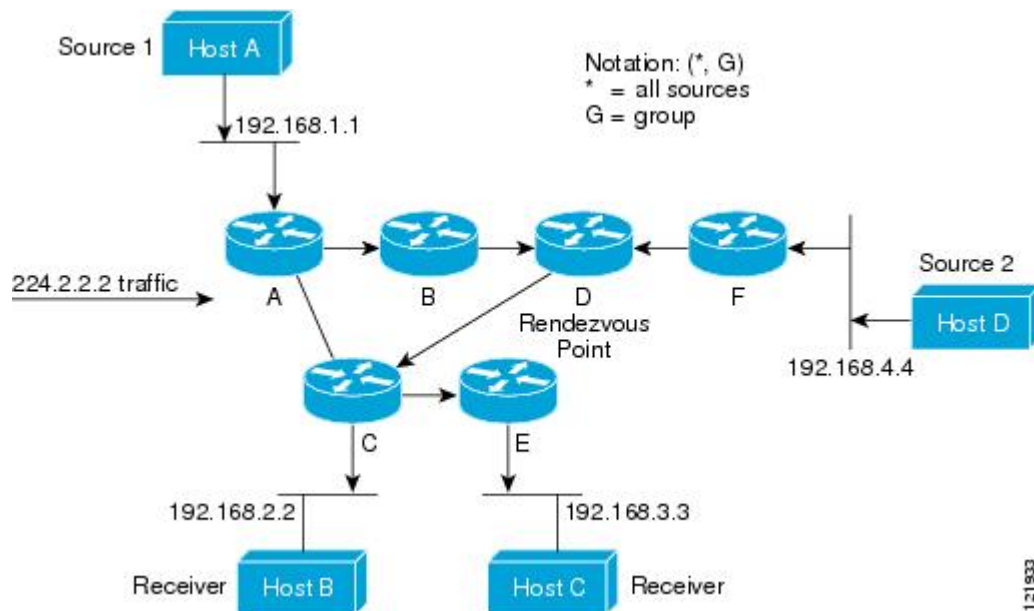 Source 1
Host A
Notation: (*, G)
* = all sources
G = group
192.168.1.1
224.2.2.2 traffic
A
B
D
Rendezvous
Point
F
Source 2
Host D
192.168.4.4
C
E
192.168.2.2
192.168.3.3
Receiver
Host B
Host C
Receiver
121933